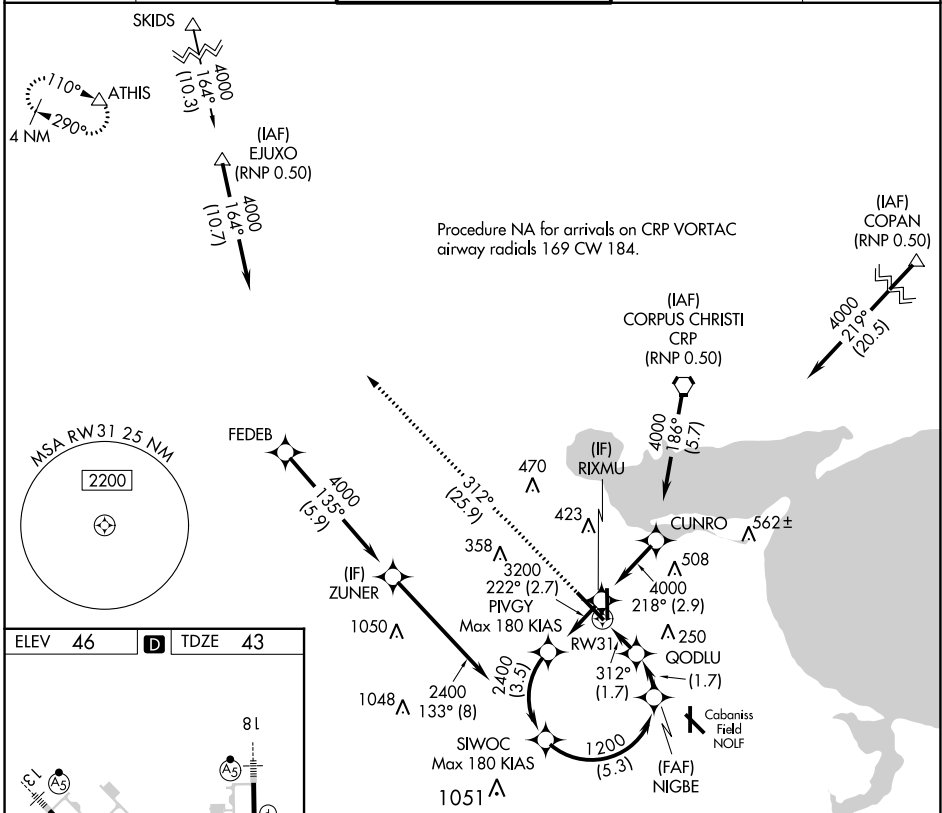 SKIDS
4000
164°
(10.3)
110°
ATHIS
290°
4 NM
(IAF)
EJUXO
(RNP 0.50)
4000
164°
(10.7)
Procedure NA for arrivals on CRP VORTAC
airway radials 169 CW 184.
(IAF)
COPAN
(RNP 0.50)
4000
219°
(20.5)
(IAF)
CORPUS CHRISTI
CRP
(RNP 0.50)
4000
186°
(5.7)
MSA RW31 25 NM
2200
FEDEB
4000
135°
(5.9)
312°
(25.9)
(IF)
RIXMU
470
423
CUNRO
562±
358
508
(IF)
ZUNER
3200
222° (2.7)
4000
218° (2.9)
PIVGY
Max 180 KIAS
RW31
1050
250
QODLU
312°
(1.7)
(1.7)
2400
(3.5)
1048
2400
133° (8)
SIWOC
Max 180 KIAS
1200
(5.3)
Cabaniss
Field
NOLF
(FAF)
NIGBE
1051
ELEV 46
D
TDZE 43
18
13
A5
A5